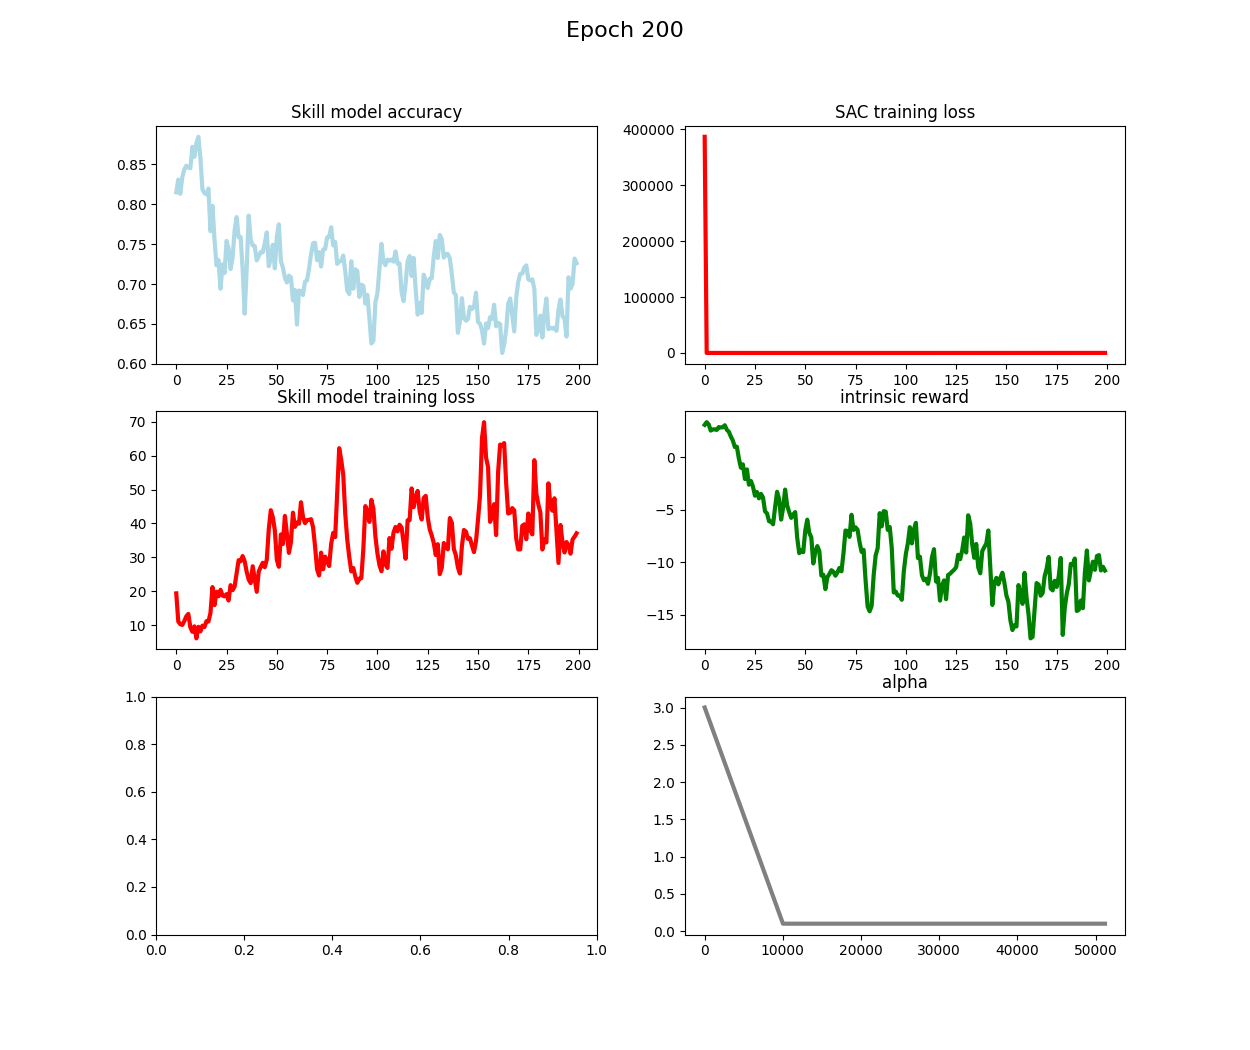 Epoch 200
Skill model accuracy
0.85
0.80
0.75
0.70
0.65
0.60
0 25 50 75 100 125 150 175 200
SAC training loss
400000
300000
200000
100000
0
0 25 50 75 100 125 150 175 200
Skill model training loss
70
60
50
40
30
20
10
0 25 50 75 100 125 150 175 200
intrinsic reward
0
−5
−10
−15
0 25 50 75 100 125 150 175 200
1.0
0.8
0.6
0.4
0.2
0.0
0.0 0.2 0.4 0.6 0.8 1.0
alpha
3.0
2.5
2.0
1.5
1.0
0.5
0.0
0 10000 20000 30000 40000 50000